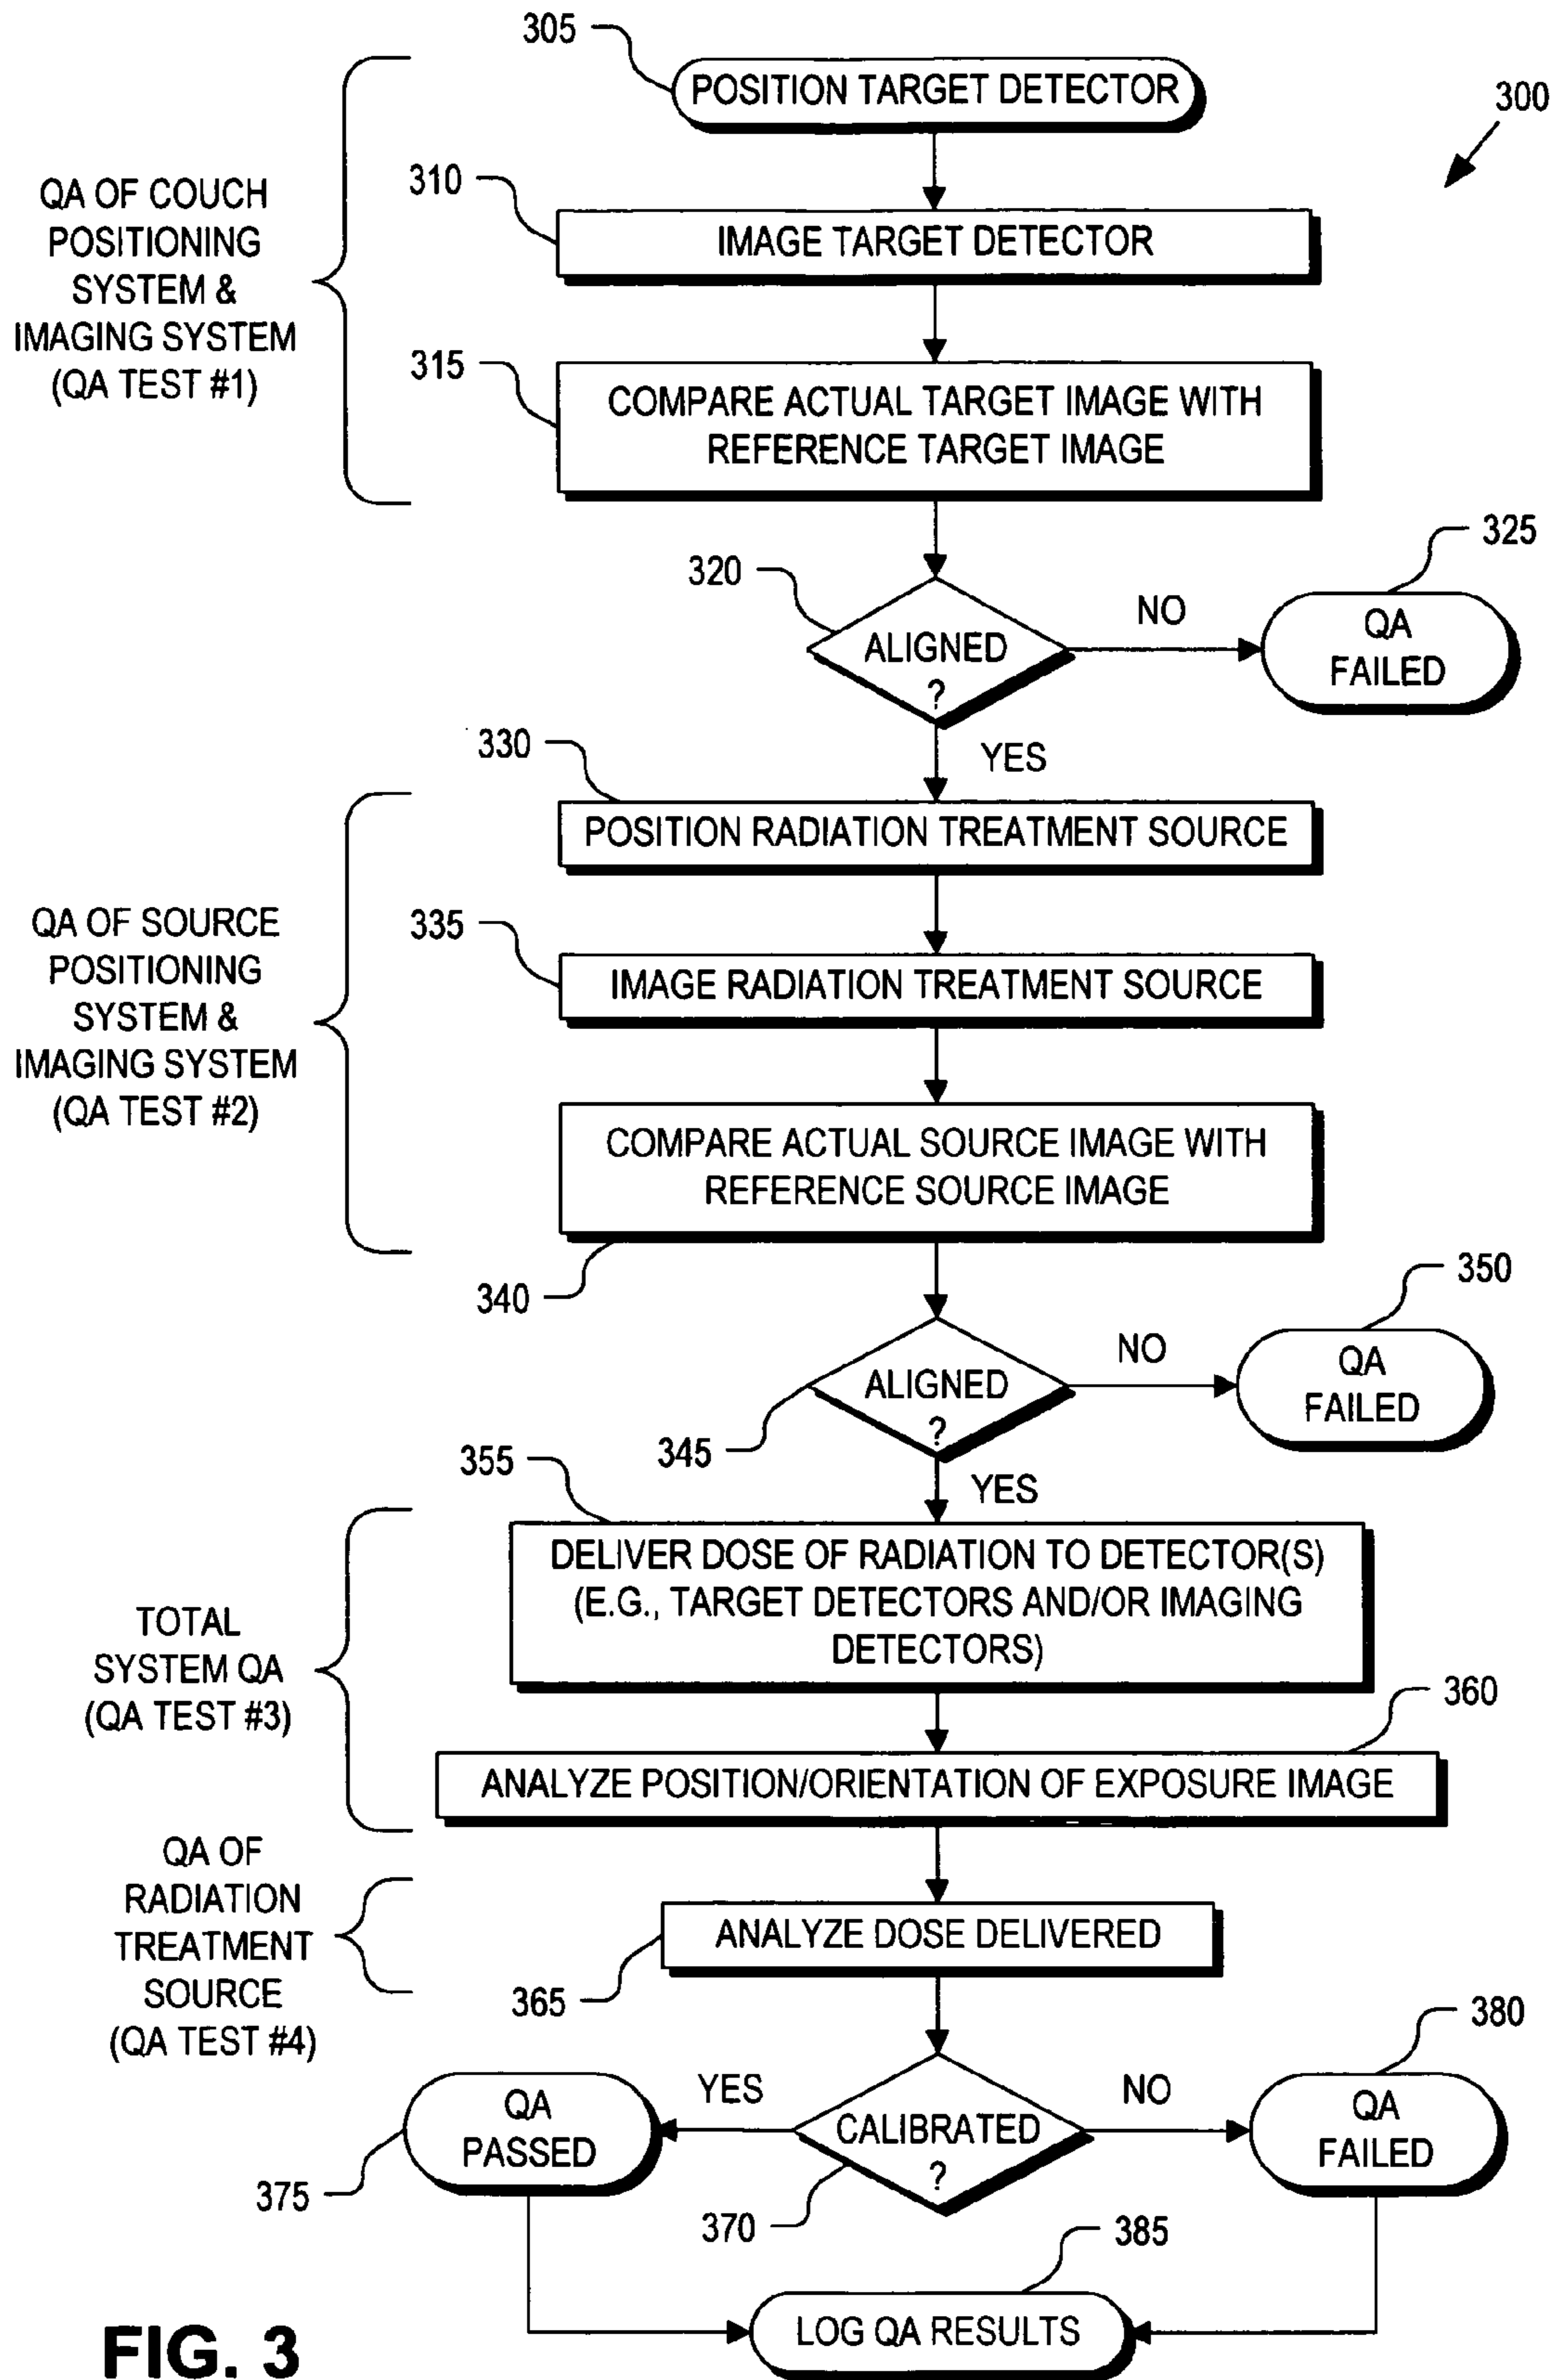 305
POSITION TARGET DETECTOR
300
310
IMAGE TARGET DETECTOR
QA OF COUCH
POSITIONING
SYSTEM &
IMAGING SYSTEM
(QA TEST #1)
315
COMPARE ACTUAL TARGET IMAGE WITH
REFERENCE TARGET IMAGE
320
ALIGNED
?
NO
325
QA
FAILED
YES
330
POSITION RADIATION TREATMENT SOURCE
QA OF SOURCE
POSITIONING
SYSTEM &
IMAGING SYSTEM
(QA TEST #2)
335
IMAGE RADIATION TREATMENT SOURCE
COMPARE ACTUAL SOURCE IMAGE WITH
REFERENCE SOURCE IMAGE
340
345
ALIGNED
?
NO
350
QA
FAILED
YES
355
DELIVER DOSE OF RADIATION TO DETECTOR(S)
(E.G., TARGET DETECTORS AND/OR IMAGING
DETECTORS)
TOTAL
SYSTEM QA
(QA TEST #3)
360
ANALYZE POSITION/ORIENTATION OF EXPOSURE IMAGE
QA OF
RADIATION
TREATMENT
SOURCE
(QA TEST #4)
ANALYZE DOSE DELIVERED
365
YES
CALIBRATED
?
NO
370
QA
PASSED
375
380
QA
FAILED
385
LOG QA RESULTS
FIG. 3